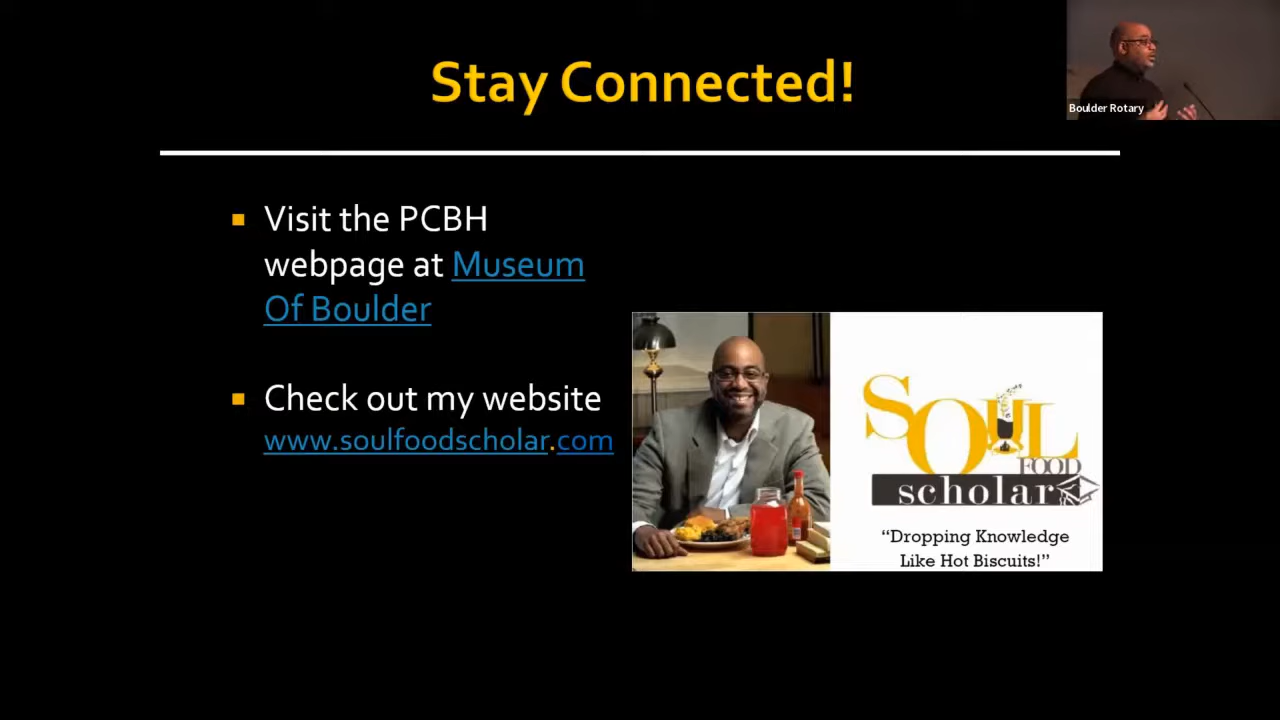 Stay Connected!
Boulder Rotary
Visit the PCBH
webpage at Museum
Of Boulder
Check out my website
www.soulfoodscholar.com
SOUL
FOOD
scholar
“Dropping Knowledge
Like Hot Biscuits!”